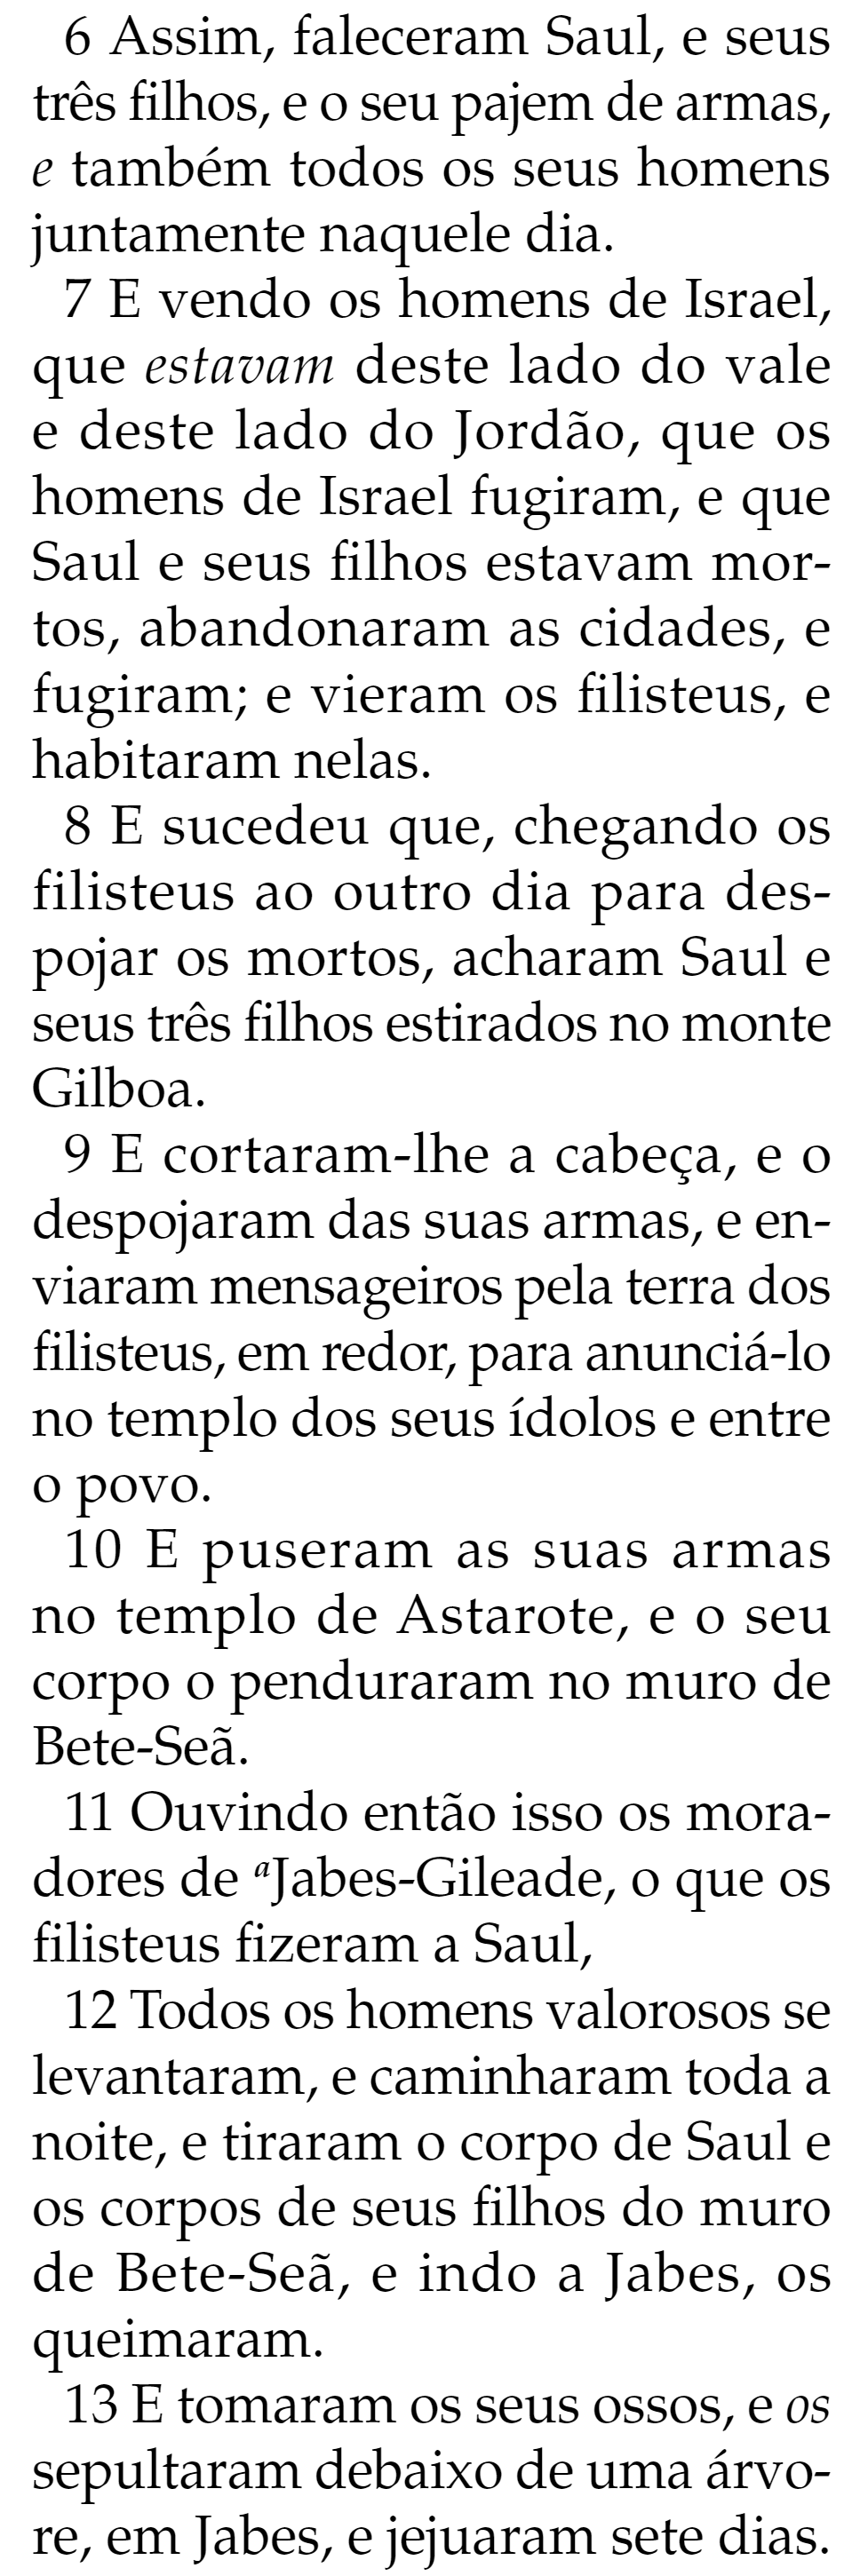 6 Assim, faleceram Saul, e seus
três filhos, e o seu pajem de armas,
e também todos os seus homens
juntamente naquele dia.
7 E vendo os homens de Israel,
que estavam deste lado do vale
e deste lado do Jordão, que os
homens de Israel fugiram, e que
Saul e seus filhos estavam mor-
tos, abandonaram as cidades, e
fugiram; e vieram os filisteus, e
habitaram nelas.
8 E sucedeu que, chegando os
filisteus ao outro dia para des-
pojar os mortos, acharam Saul e
seus três filhos estirados no monte
Gilboa.
9 E cortaram-lhe a cabeça, e o
despojaram das suas armas, e en-
viaram mensageiros pela terra dos
filisteus, em redor, para anunciá-lo
no templo dos seus ídolos e entre
o povo.
10 E puseram as suas armas
no templo de Astarote, e o seu
corpo o penduraram no muro de
Bete-Seã.
11 Ouvindo então isso os mora-
dores de aJabes-Gileade, o que os
filisteus fizeram a Saul,
12 Todos os homens valorosos se
levantaram, e caminharam toda a
noite, e tiraram o corpo de Saul e
os corpos de seus filhos do muro
de Bete-Seã, e indo a Jabes, os
queimaram.
13 E tomaram os seus ossos, e os
sepultaram debaixo de uma árvo-
re, em Jabes, e jejuaram sete dias.